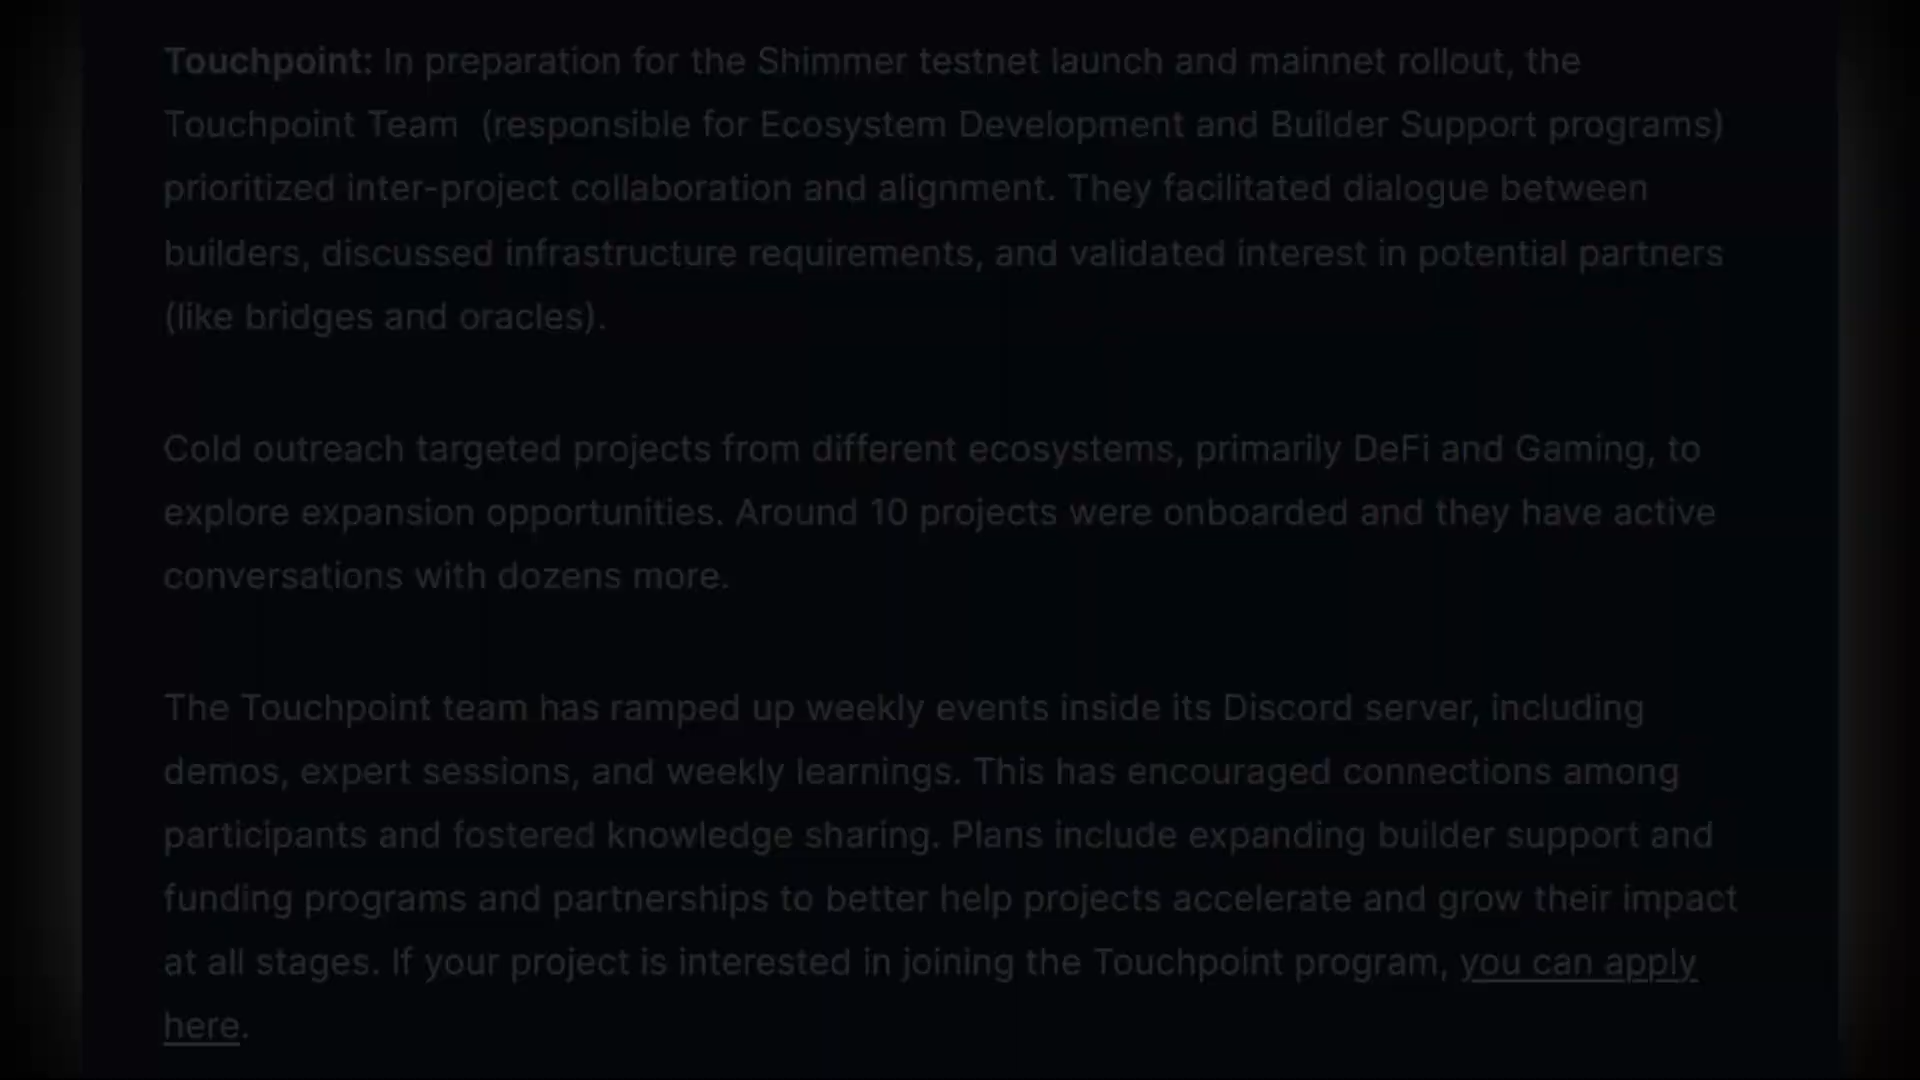 Touchpoint: In preparation for the Shimmer testnet launch and mainnet rollout, the
Touchpoint Team  (responsible for Ecosystem Development and Builder Support programs)
prioritized inter-project collaboration and alignment. They facilitated dialogue between
builders, discussed infrastructure requirements, and validated interest in potential partners
(like bridges and oracles).
Cold outreach targeted projects from different ecosystems, primarily DeFi and Gaming, to
explore expansion opportunities. Around 10 projects were onboarded and they have active
conversations with dozens more.
The Touchpoint team has ramped up weekly events inside its Discord server, including
demos, expert sessions, and weekly learnings. This has encouraged connections among
participants and fostered knowledge sharing. Plans include expanding builder support and
funding programs and partnerships to better help projects accelerate and grow their impact
at all stages. If your project is interested in joining the Touchpoint program, you can apply
here.